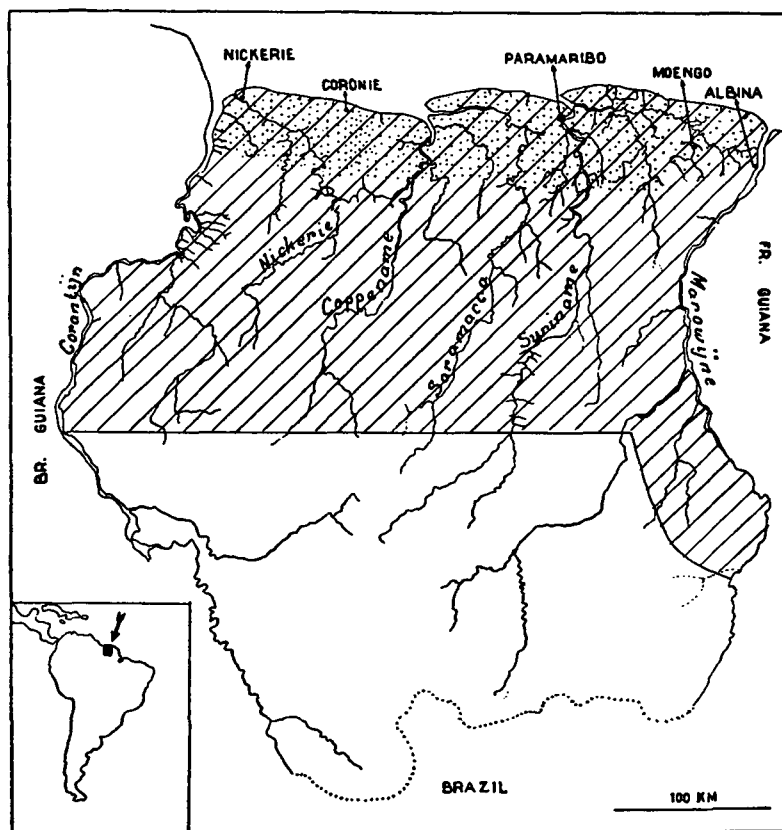 NICKERIE
CORONIE
PARAMARIBO
MOENGO
ALBINA
Corantijn
Nickerie
Coppename
Saramacca
Suriname
Marowijne
FR. GUIANA
BR. GUIANA
BRAZIL
100 KM